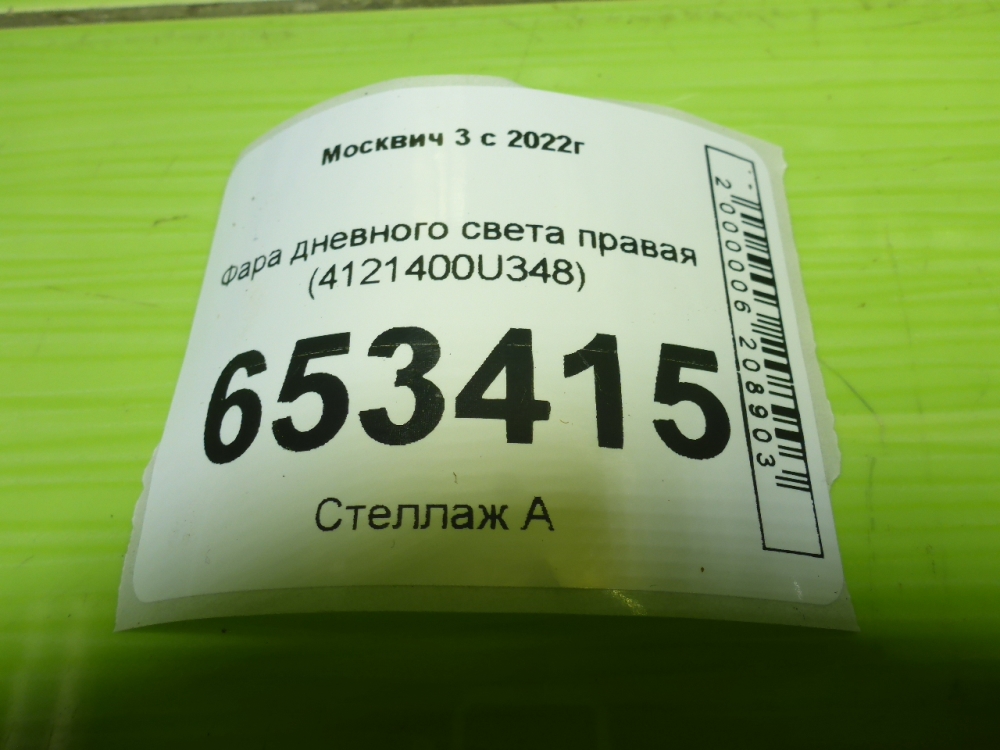 Москвич 3 с 2022г
Фара дневного света правая
(4121400U348)
653415
Стеллаж А
2000006208903